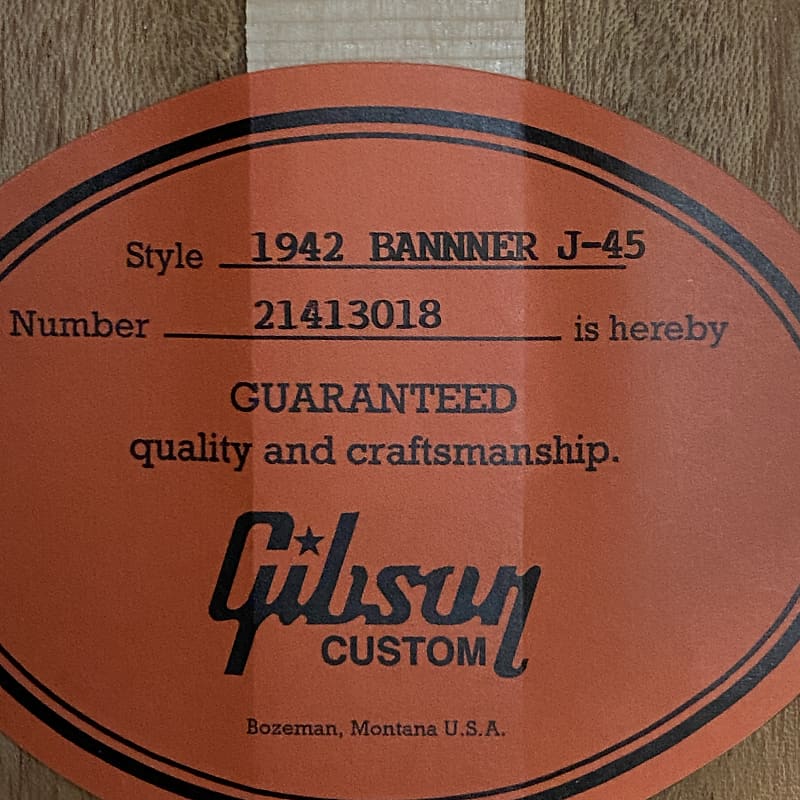 Style 1942 BANNNER J-45
Number 21413018 is hereby
GUARANTEED
quality and craftsmanship.
Gibson
CUSTOM
Bozeman, Montana U.S.A.